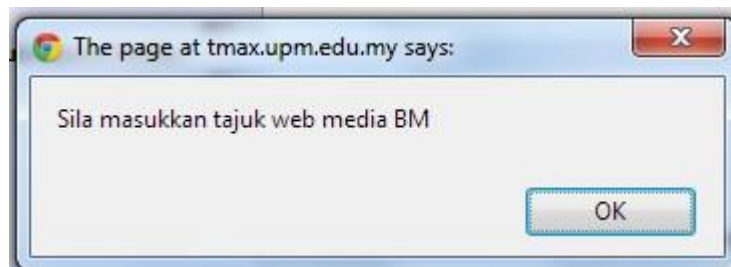 The page at tmax.upm.edu.my says:
Sila masukkan tajuk web media BM
OK